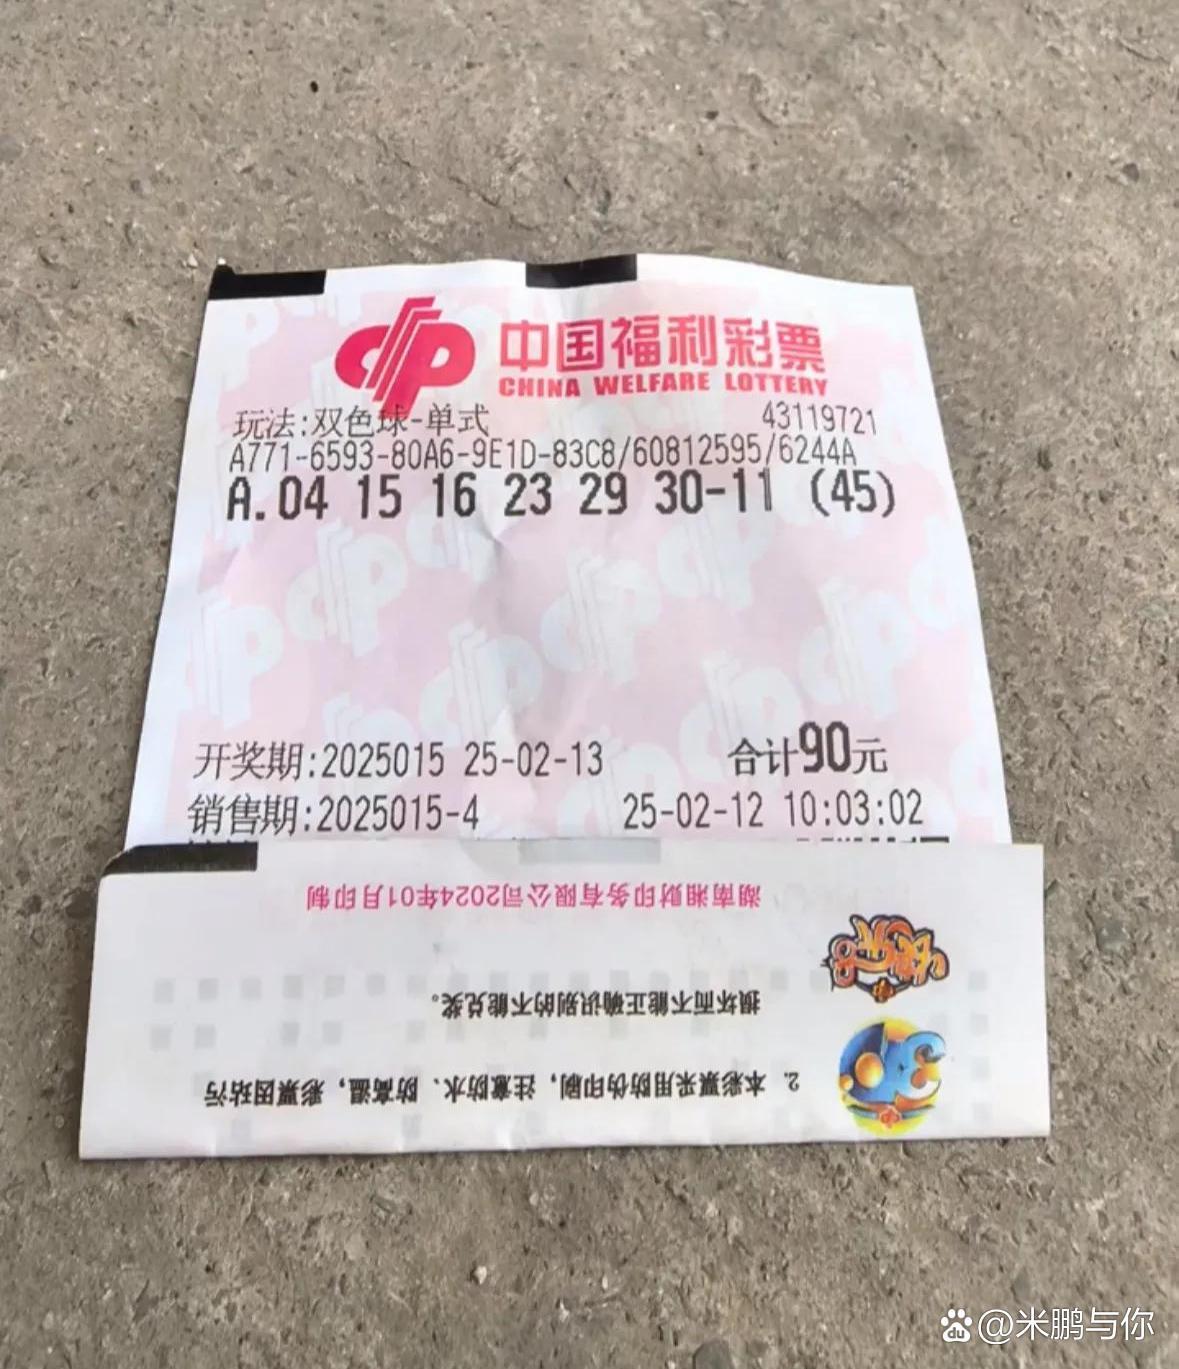 中国福利彩票
CHINA WELFARE LOTTERY
玩法:双色球-单式 43119721
A771-6593-80A6-9E1D-83C8/60812595/6244A
A.04 15 16 23 29 30-11 (45)
开奖期:2025015 25-02-13 合计90元
销售期:2025015-4 25-02-12 10:03:02
湖南湘财印务有限公司2024年01月印制
损坏而不能正确识别的不能兑奖。
2. 本彩票采用防伪印刷，注意防水、防高温，彩票因玷污
3D
@米鹏与你